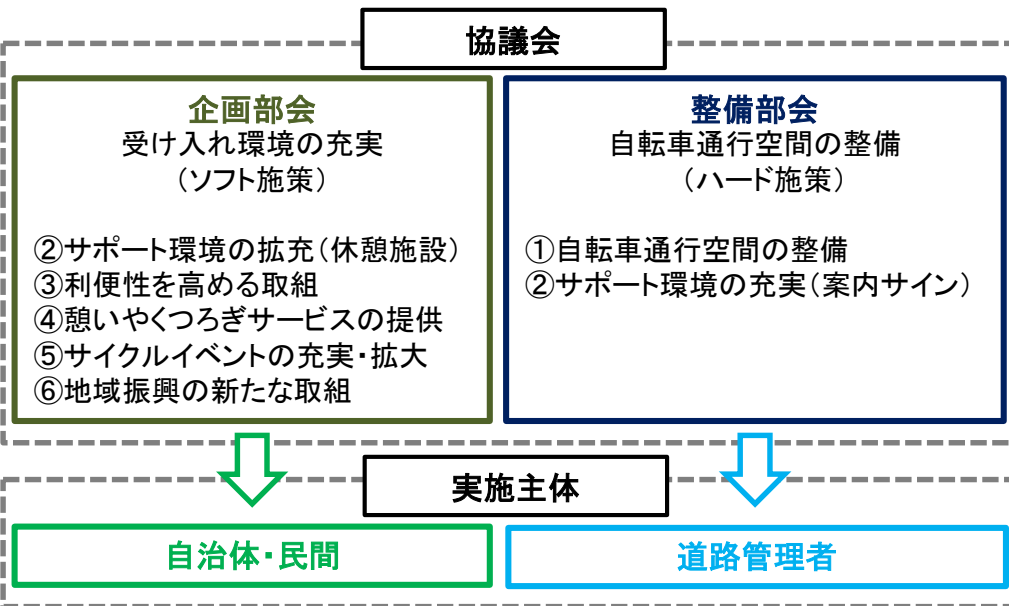 協議会
企画部会
受け入れ環境の充実
（ソフト施策）
②サポート環境の拡充（休憩施設）
③利便性を高める取組
④憩いやくつろぎサービスの提供
⑤サイクルイベントの充実・拡大
⑥地域振興の新たな取組
整備部会
自転車通行空間の整備
（ハード施策）
①自転車通行空間の整備
②サポート環境の充実（案内サイン）
実施主体
自治体・民間
道路管理者